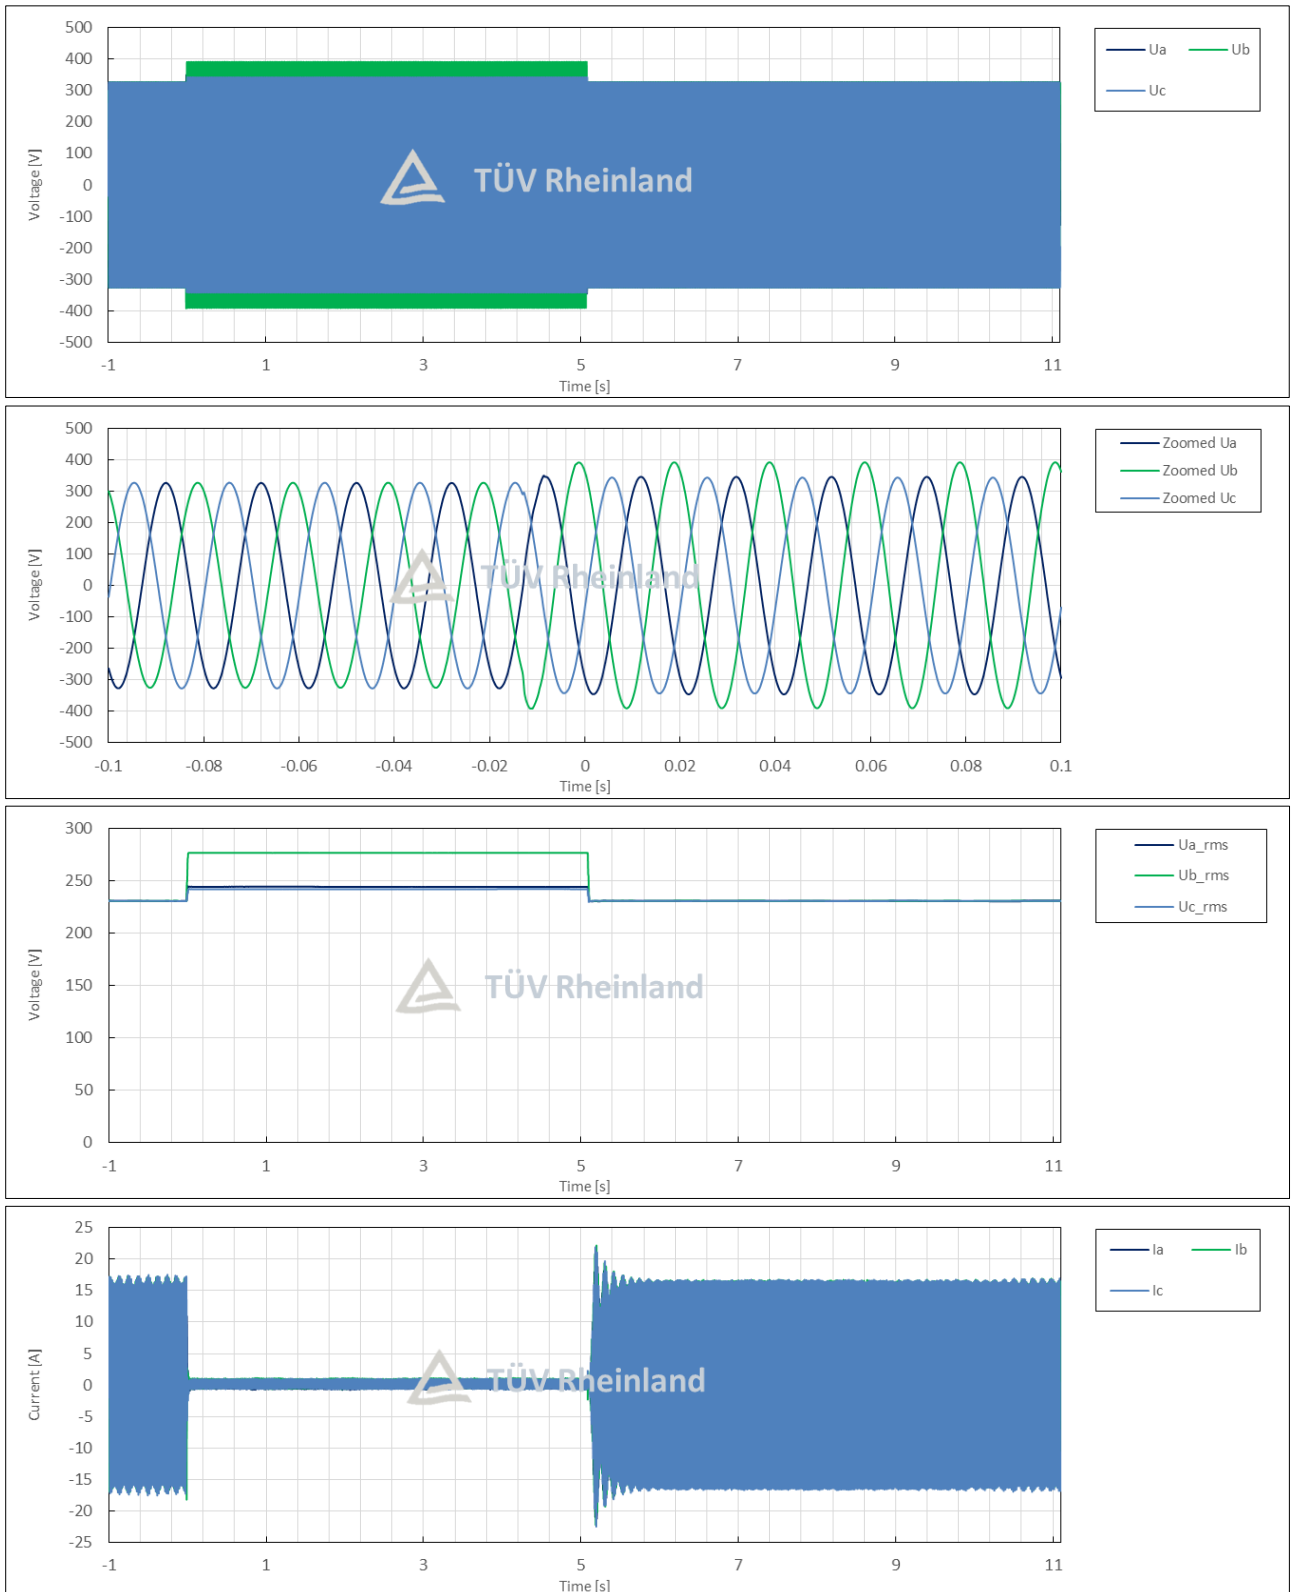 500
400
300
200
100
0
-100
-200
-300
-400
-500
Voltage [V]
-1 1 3 5 7 9 11
Time [s]
Ua Ub
Uc
TÜV Rheinland
500
400
300
200
100
0
-100
-200
-300
-400
-500
Voltage [V]
-0.1 -0.08 -0.06 -0.04 -0.02 0 0.02 0.04 0.06 0.08 0.1
Time [s]
Zoomed Ua
Zoomed Ub
Zoomed Uc
TÜV Rheinland
300
250
200
150
100
50
0
Voltage [V]
-1 1 3 5 7 9 11
Time [s]
Ua_rms
Ub_rms
Uc_rms
TÜV Rheinland
25
20
15
10
5
0
-5
-10
-15
-20
-25
Current [A]
-1 1 3 5 7 9 11
Time [s]
Ia Ib
Ic
TÜV Rheinland